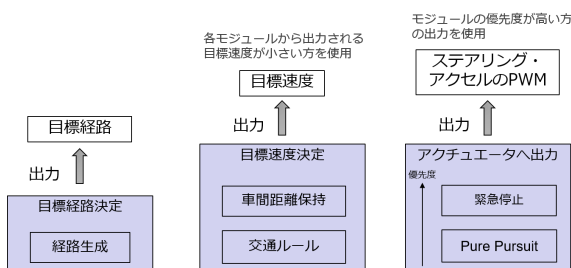 各モジュールから出力される
目標速度が小さい方を使用
モジュールの優先度が高い方
の出力を使用
目標経路
目標速度
ステアリング・
アクセルのPWM
出力
出力
出力
目標経路決定
経路生成
目標速度決定
車間距離保持
交通ルール
アクチュエータへ出力
優先度
緊急停止
Pure Pursuit